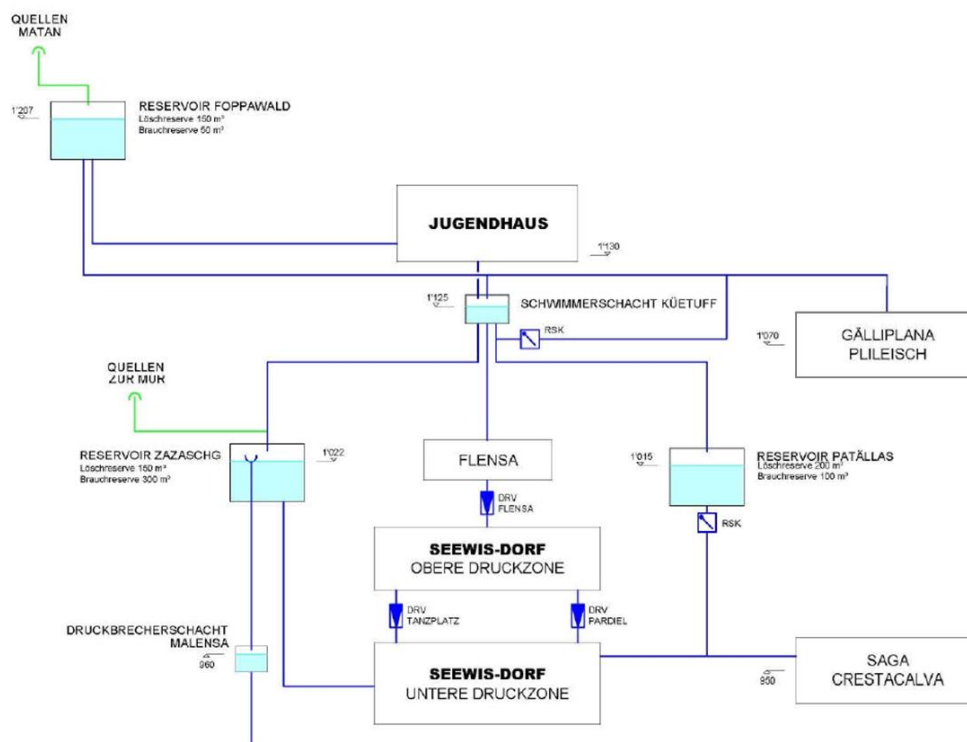 QUELLEN
MATAN
1'207
RESERVOIR FOPPAWALD
Löschreserve 150 m³
Brauchreserve 50 m³
JUGENDHAUS
1'130
1'125
SCHWIMMERSCHACHT KÜETUFF
RSK
1'070
GÄLLIPLANA
PLILEISCH
QUELLEN
ZUR MUR
RESERVOIR ZAZASCHG
Löschreserve 150 m³
Brauchreserve 300 m³
1'022
FLENSA
1'015
RESERVOIR PATÄLLAS
Löschreserve 200 m³
Brauchreserve 100 m³
DRV
FLENSA
RSK
SEEWIS-DORF
OBERE DRUCKZONE
DRV
TANZPLATZ
DRV
PARDIEL
DRUCKBRECHERSCHACHT
MALENSA
960
SEEWIS-DORF
UNTERE DRUCKZONE
950
SAGA
CRESTACALVA